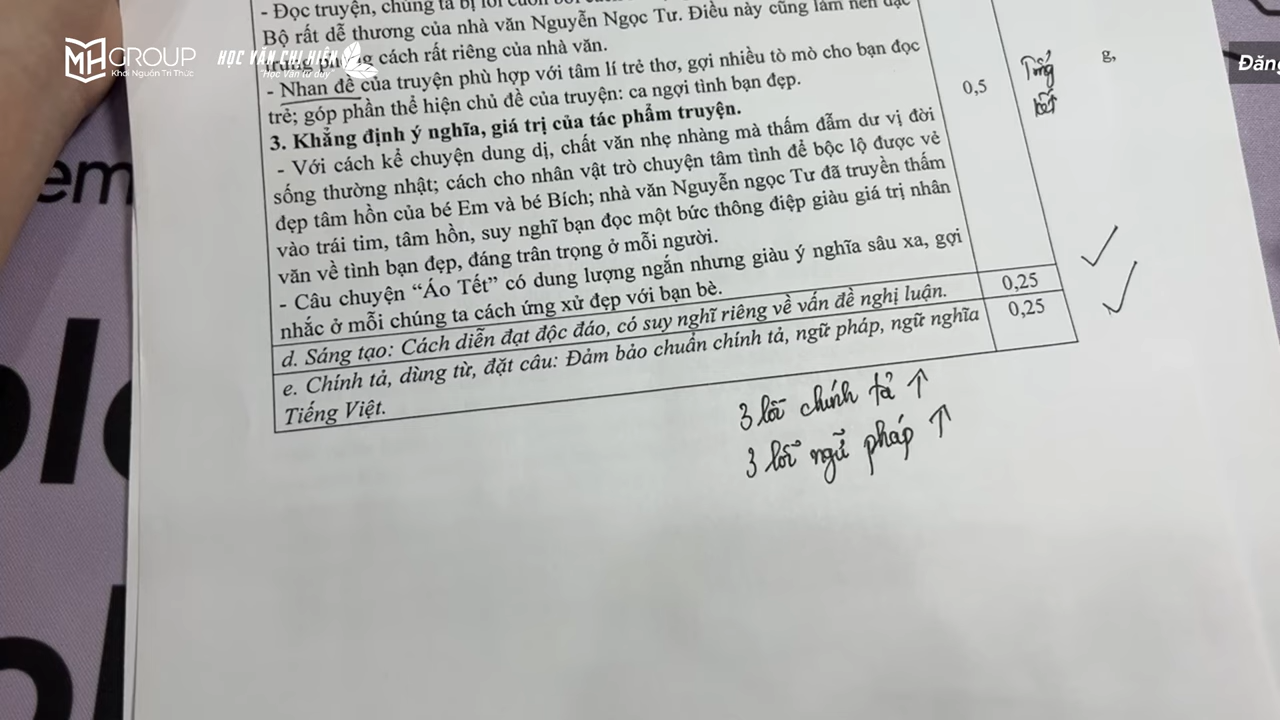 - Đọc truyện, chúng ta bị lôi cuốn bởi cách
Bộ rất dễ thương của nhà văn Nguyễn Ngọc Tư. Điều này cũng làm nên đặc
cách rất riêng của nhà văn.
- Nhan đề của truyện phù hợp với tâm lí trẻ thơ, gợi nhiều tò mò cho bạn đọc
trẻ; góp phần thể hiện chủ đề của truyện: ca ngợi tình bạn đẹp.
3. Khẳng định ý nghĩa, giá trị của tác phẩm truyện.
0,5
- Với cách kể chuyện dung dị, chất văn nhẹ nhàng mà thấm đẫm dư vị đời
sống thường nhật; cách cho nhân vật trò chuyện tâm tình để bộc lộ được vẻ
đẹp tâm hồn của bé Em và bé Bích; nhà văn Nguyễn ngọc Tư đã truyền thấm
vào trái tim, tâm hồn, suy nghĩ bạn đọc một bức thông điệp giàu giá trị nhân
văn về tình bạn đẹp, đáng trân trọng ở mỗi người.
- Câu chuyện “Áo Tết” có dung lượng ngắn nhưng giàu ý nghĩa sâu xa, gợi
nhắc ở mỗi chúng ta cách ứng xử đẹp với bạn bè.
d. Sáng tạo: Cách diễn đạt độc đáo, có suy nghĩ riêng về vấn đề nghị luận.
0,25
e. Chính tả, dùng từ, đặt câu: Đảm bảo chuẩn chính tả, ngữ pháp, ngữ nghĩa
0,25
Tiếng Việt.
Tổng
kết
g,
3 lỗi chính tả ↑
3 lỗi ngữ pháp ↑
MH GROUP
Khơi Nguồn Tri Thức
HỌC VĂN CHỊ HIÊN
"Học Văn từ duy"
Đăng
em